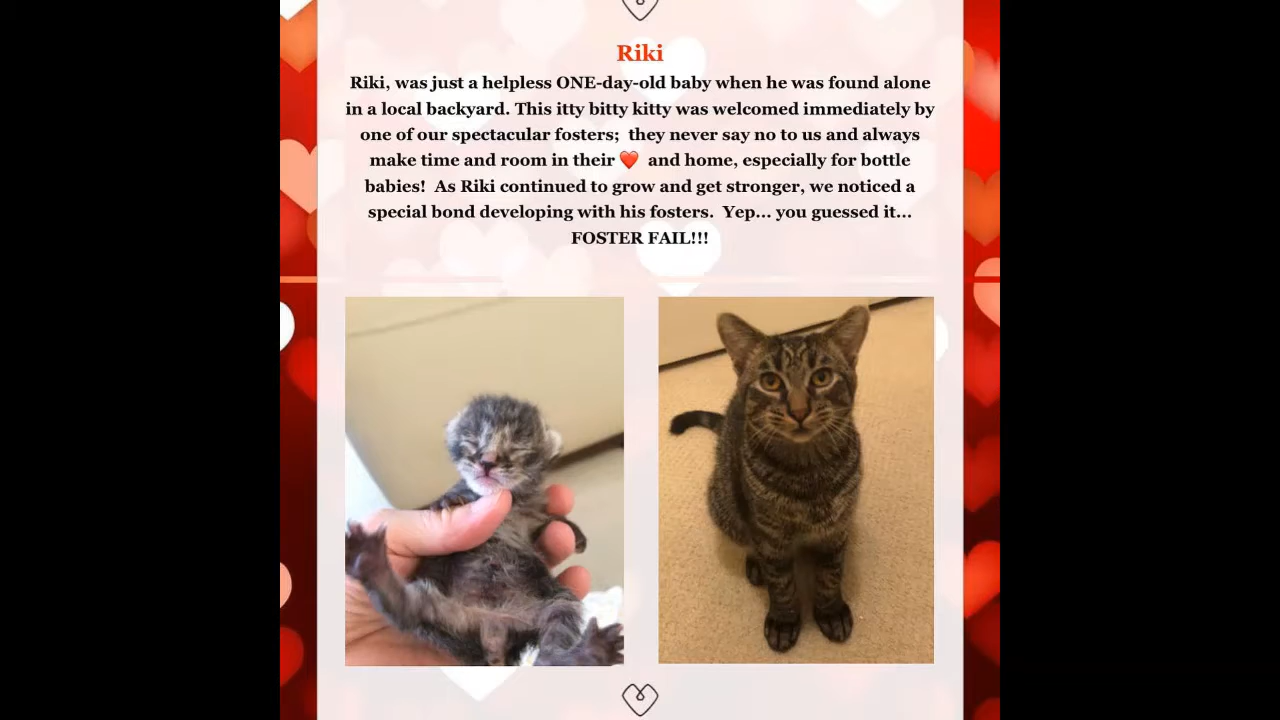 Riki
Riki, was just a helpless ONE-day-old baby when he was found alone
in a local backyard. This itty bitty kitty was welcomed immediately by
one of our spectacular fosters;  they never say no to us and always
make time and room in their ❤️  and home, especially for bottle
babies!  As Riki continued to grow and get stronger, we noticed a
special bond developing with his fosters.  Yep... you guessed it...
FOSTER FAIL!!!